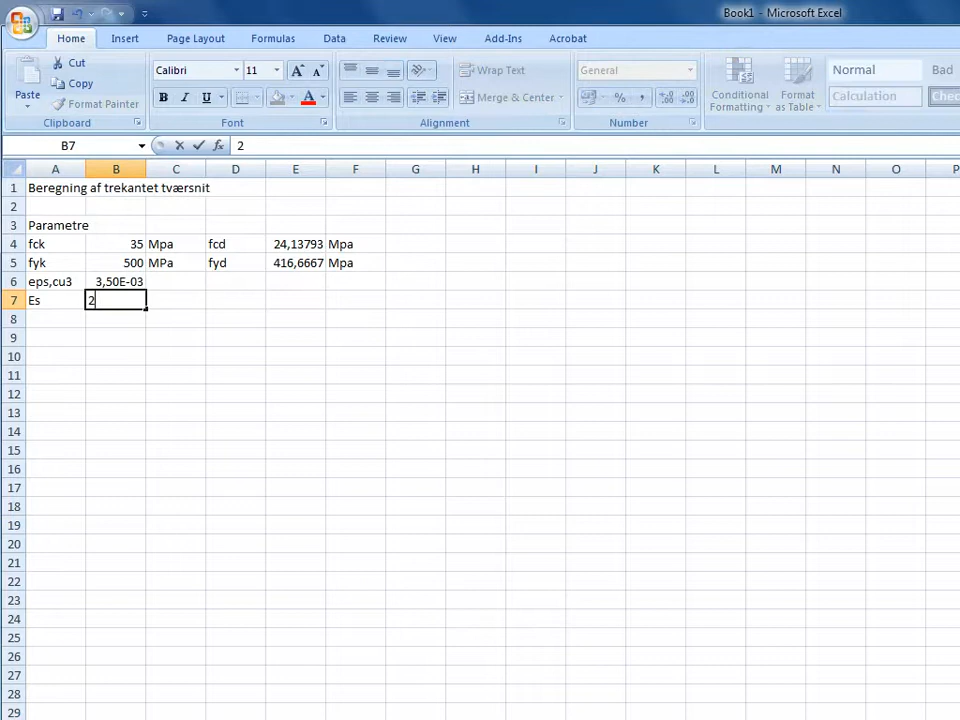 Book1 - Microsoft Excel
Home Insert Page Layout Formulas Data Review View Add-Ins Acrobat
Paste
Cut
Copy
Format Painter
Calibri 11
B I U A
Wrap Text
Merge & Center
General
% ,
Conditional Formatting
Format as Table
Normal Bad
Calculation Chec
Clipboard Font Alignment Number
B7 fx 2
A B C D E F G H I J K L M N O P
1 Beregning af trekantet tværsnit
2
3 Parametre
4 fck 35 Mpa fcd 24,13793 Mpa
5 fyk 500 MPa fyd 416,6667 Mpa
6 eps,cu3 3,50E-03
7 Es 2
8
9
10
11
12
13
14
15
16
17
18
19
20
21
22
23
24
25
26
27
28
29